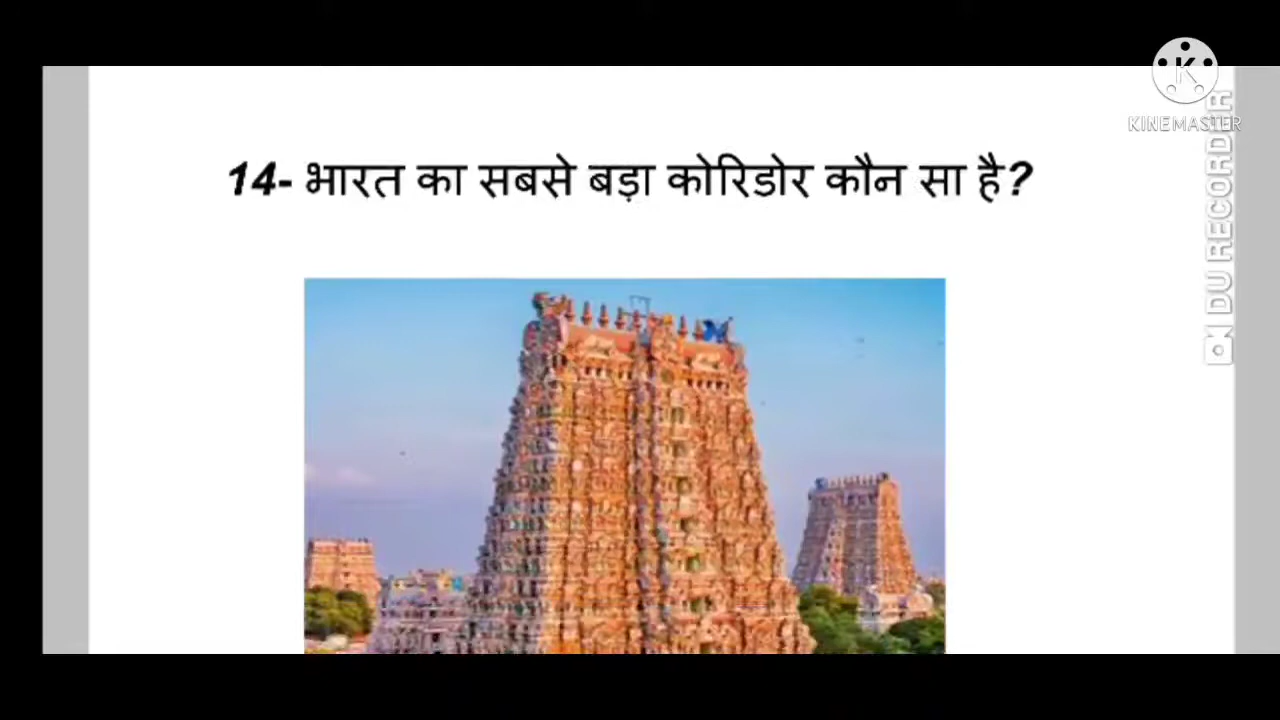 KINEMASTER
14- भारत का सबसे बड़ा कोरिडोर कौन सा है?
DU RECORDER